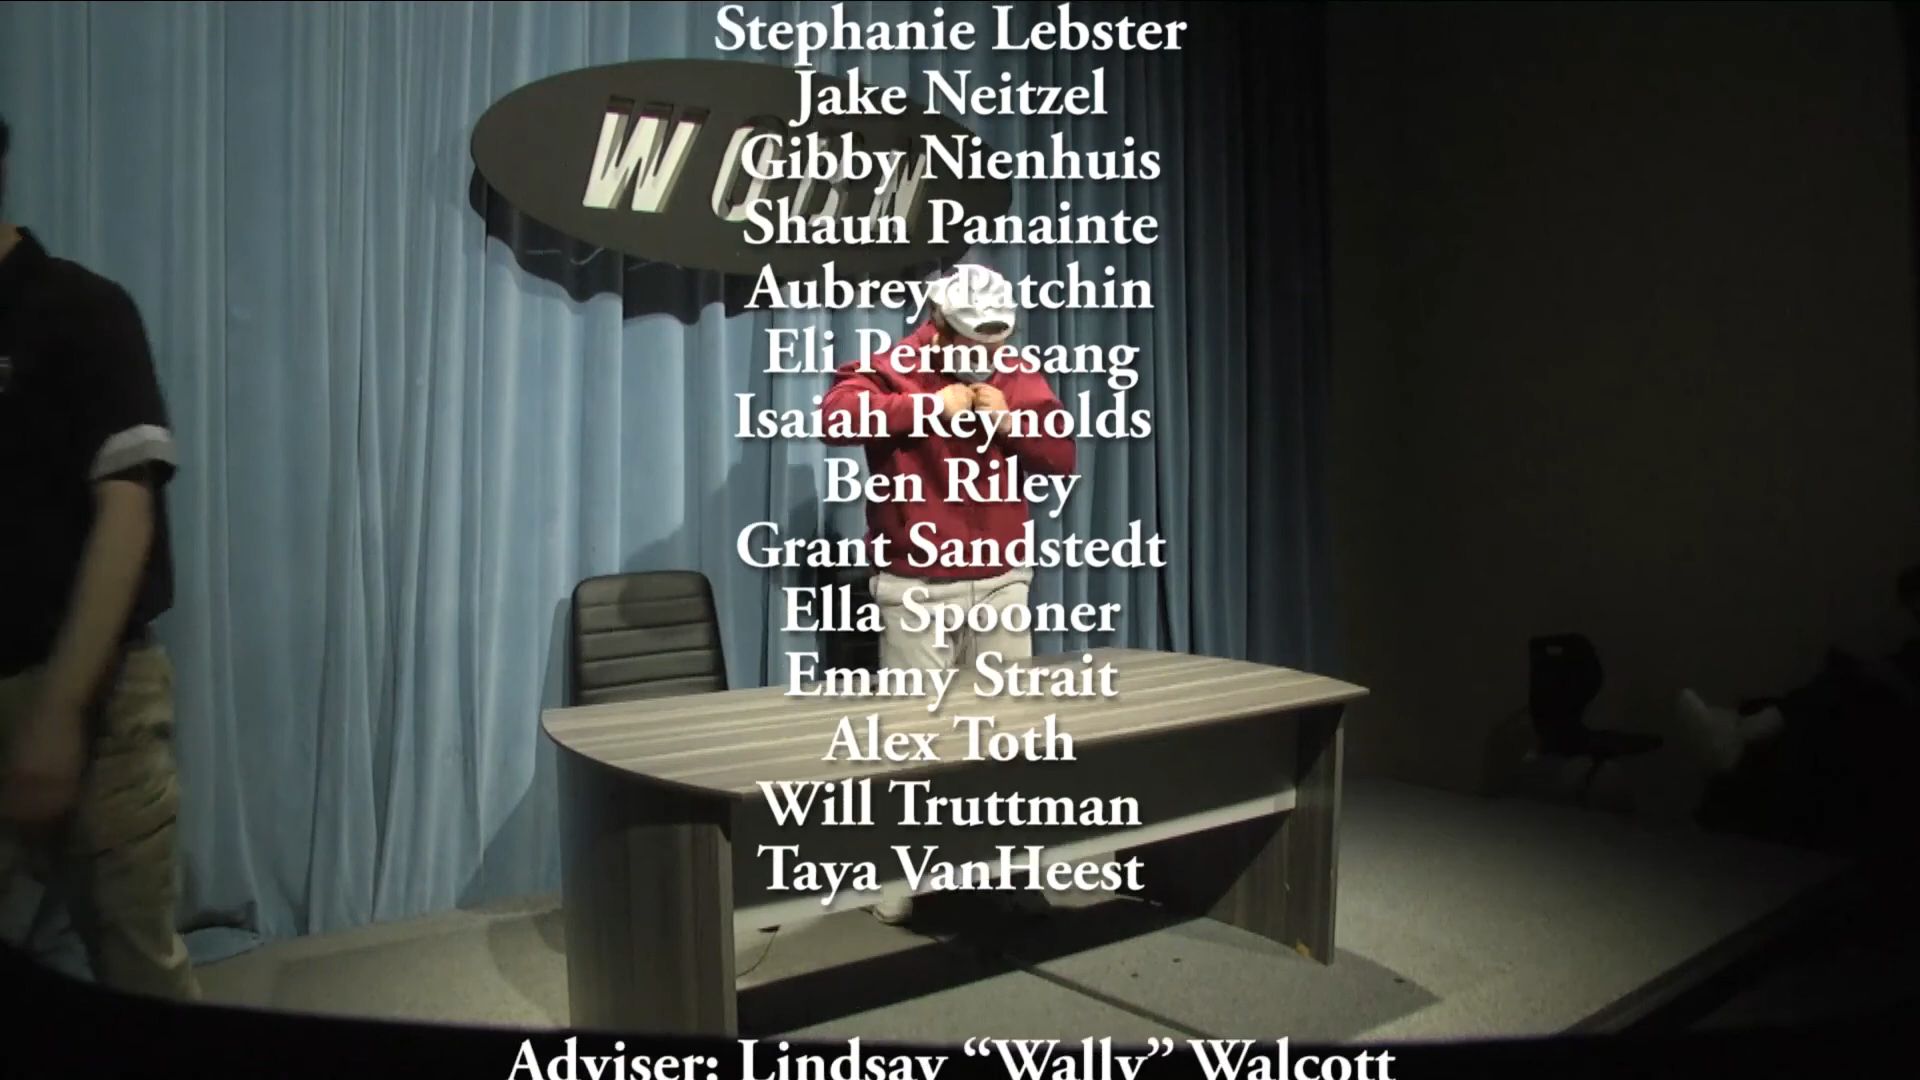 Stephanie Lebster
Jake Neitzel
WOBN
Gibby Nienhuis
Shaun Panainte
Aubrey Patchin
Eli Permesang
Isaiah Reynolds
Ben Riley
Grant Sandstedt
Ella Spooner
Emmy Strait
Alex Toth
Will Truttman
Taya VanHeest
Adviser: Lindsay “Wally” Walcott